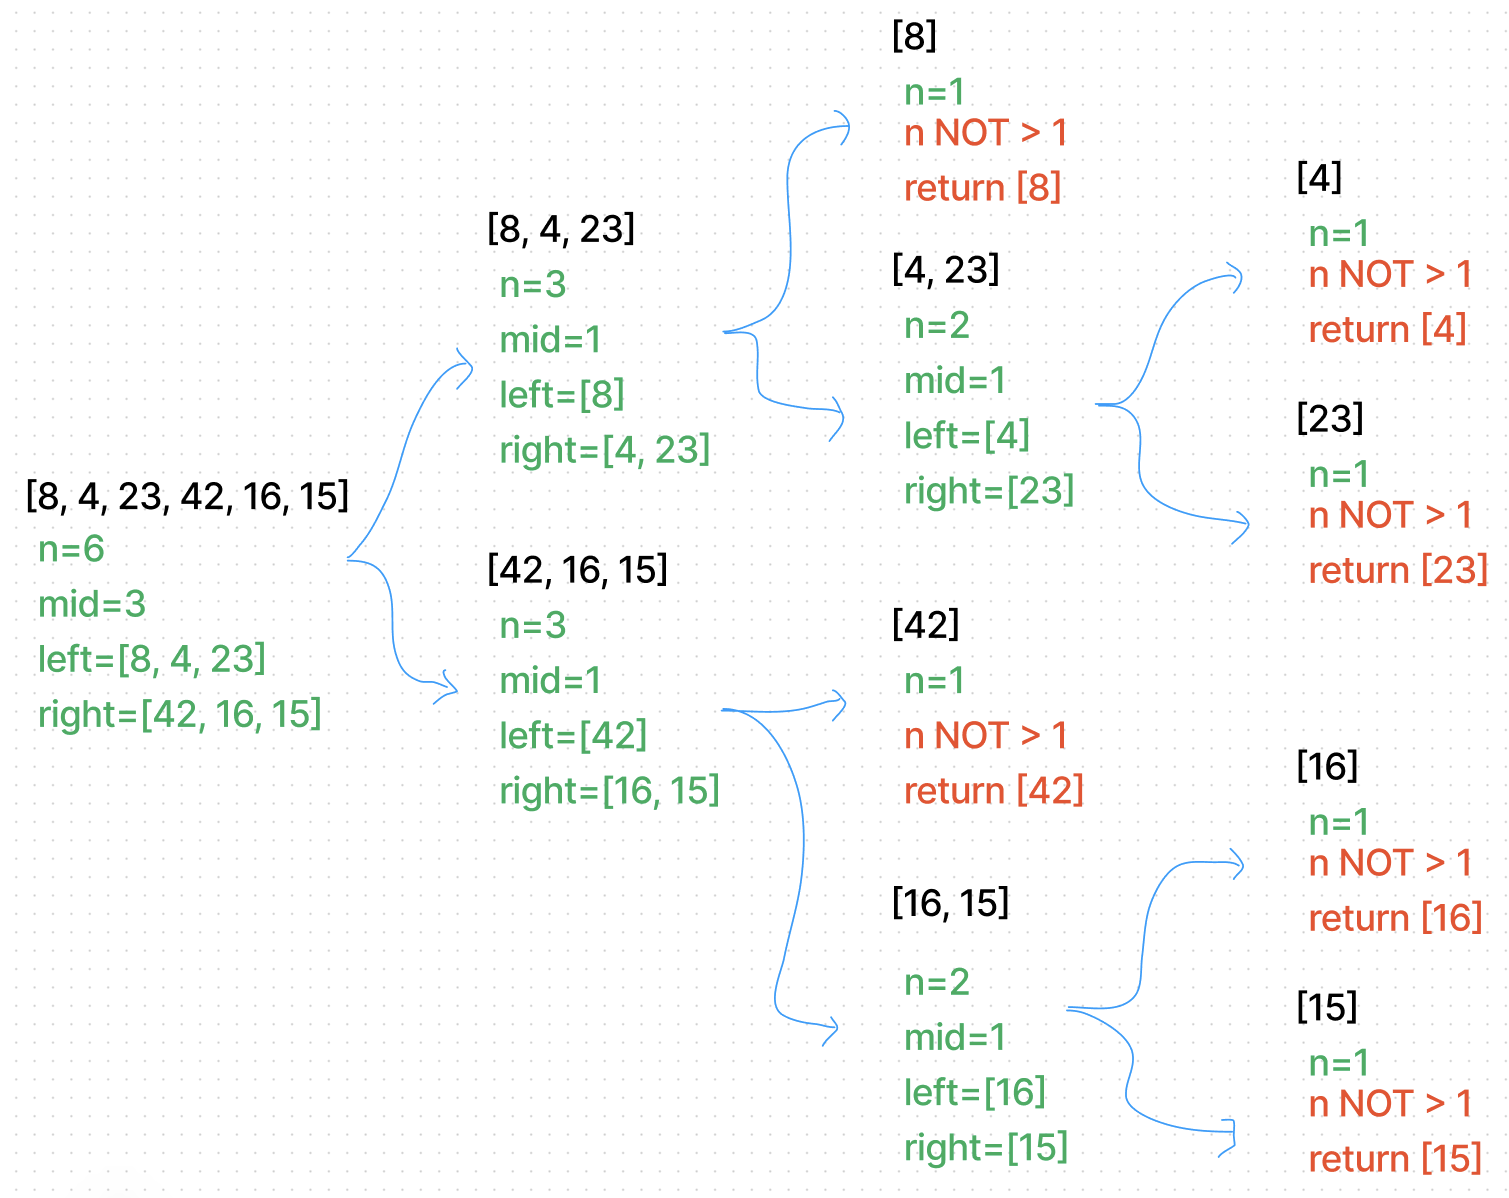 [8, 4, 23, 42, 16, 15]
n=6
mid=3
left=[8, 4, 23]
right=[42, 16, 15]
[8, 4, 23]
n=3
mid=1
left=[8]
right=[4, 23]
[42, 16, 15]
n=3
mid=1
left=[42]
right=[16, 15]
[8]
n=1
n NOT > 1
return [8]
[4, 23]
n=2
mid=1
left=[4]
right=[23]
[42]
n=1
n NOT > 1
return [42]
[16, 15]
n=2
mid=1
left=[16]
right=[15]
[4]
n=1
n NOT > 1
return [4]
[23]
n=1
n NOT > 1
return [23]
[16]
n=1
n NOT > 1
return [16]
[15]
n=1
n NOT > 1
return [15]